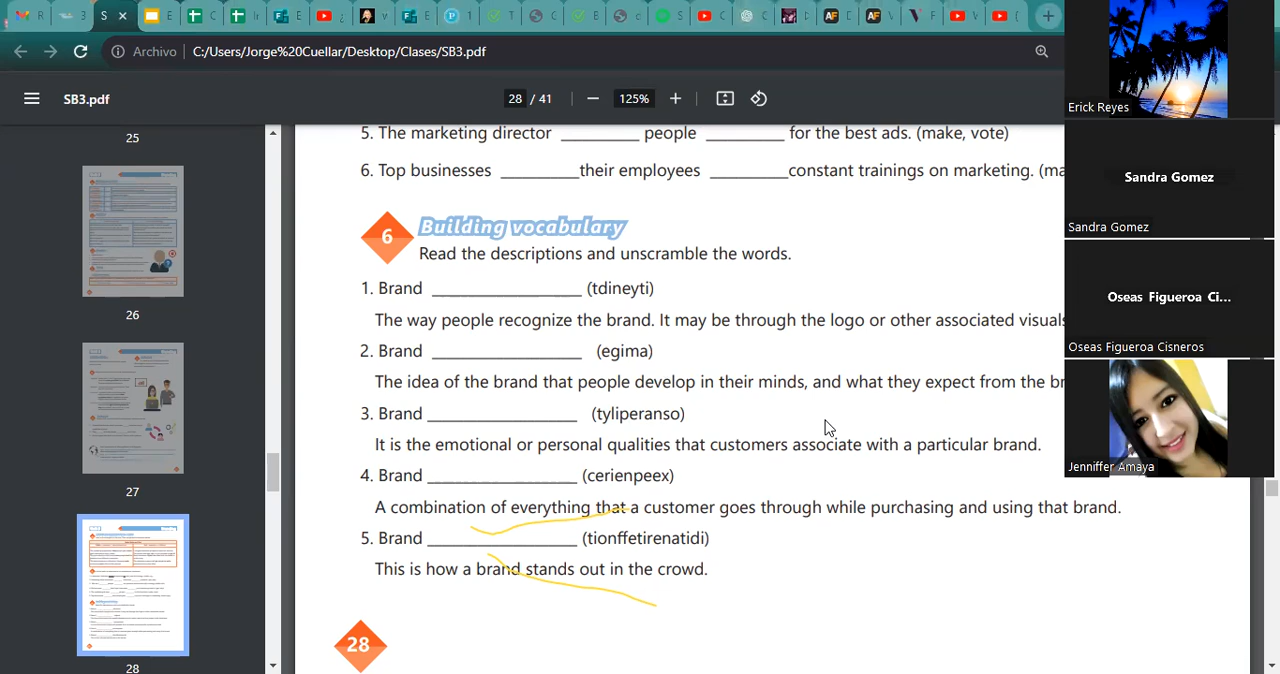 Archivo C:/Users/Jorge%20Cuellar/Desktop/Clases/SB3.pdf
SB3.pdf 28 / 41 125%
25
26
27
28
5. The marketing director _________ people _________ for the best ads. (make, vote)
6. Top businesses _________their employees _________constant trainings on marketing. (ma
6 Building vocabulary
Read the descriptions and unscramble the words.
1. Brand _________________ (tdineyti)
The way people recognize the brand. It may be through the logo or other associated visuals
2. Brand _________________ (egima)
The idea of the brand that people develop in their minds, and what they expect from the br
3. Brand _________________ (tyliperanso)
It is the emotional or personal qualities that customers associate with a particular brand.
4. Brand _________________ (cerienpeex)
A combination of everything that a customer goes through while purchasing and using that brand.
5. Brand _________________ (tionffetirenatidi)
This is how a brand stands out in the crowd.
28
Erick Reyes
Sandra Gomez
Sandra Gomez
Oseas Figueroa Ci...
Oseas Figueroa Cisneros
Jenniffer Amaya